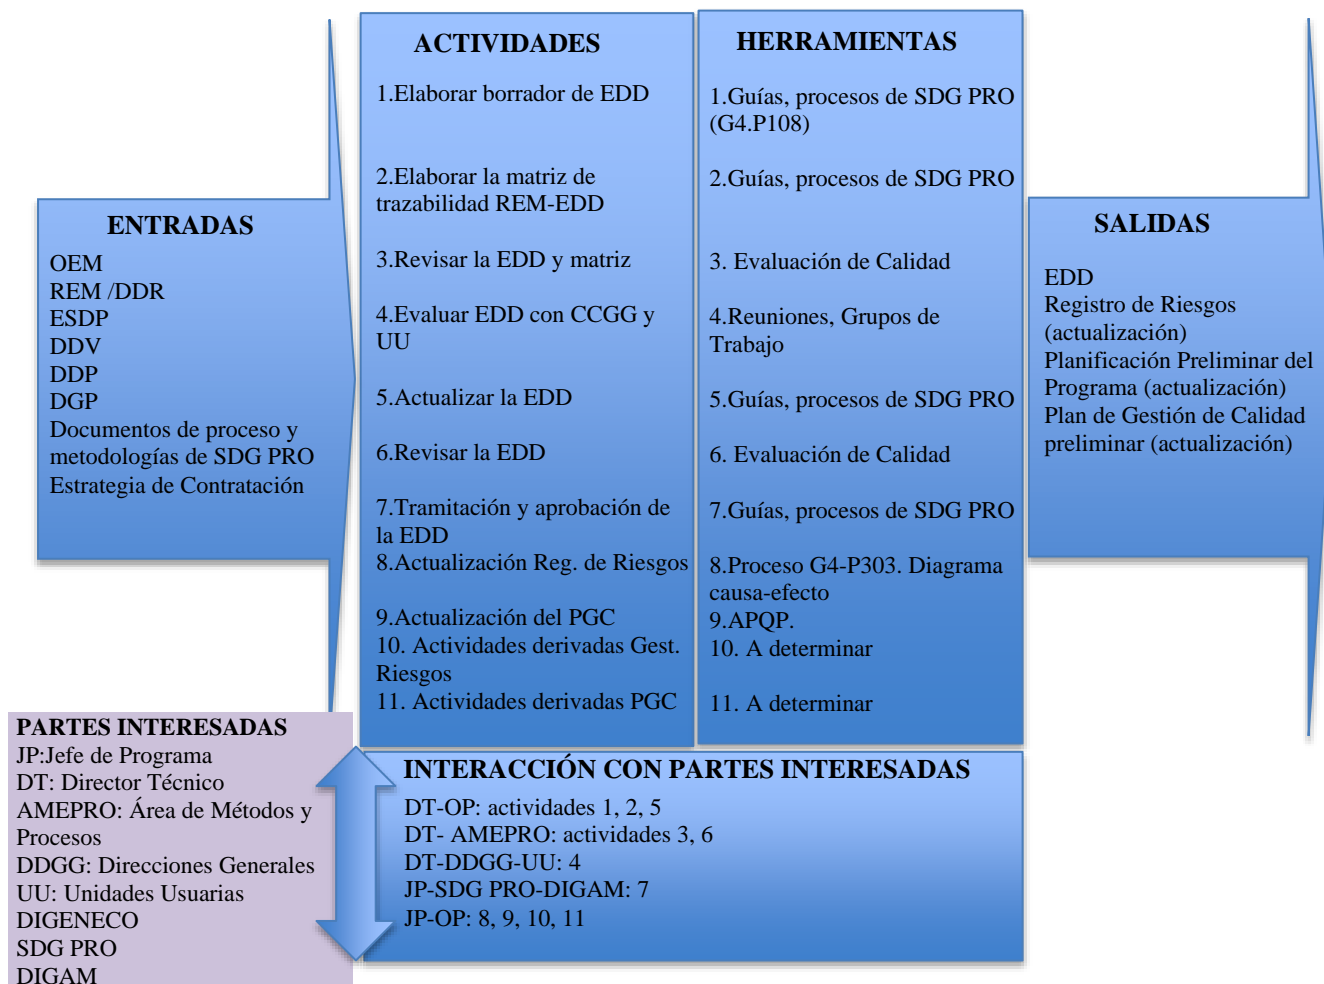 ENTRADAS
OEM
REM /DDR
ESDP
DDV
DDP
DGP
Documentos de proceso y
metodologías de SDG PRO
Estrategia de Contratación
ACTIVIDADES
1.Elaborar borrador de EDD
2.Elaborar la matriz de
trazabilidad REM-EDD
3.Revisar la EDD y matriz
4.Evaluar EDD con CCGG y
UU
5.Actualizar la EDD
6.Revisar la EDD
7.Tramitación y aprobación de
la EDD
8.Actualización Reg. de Riesgos
9.Actualización del PGC
10. Actividades derivadas Gest.
Riesgos
11. Actividades derivadas PGC
HERRAMIENTAS
1.Guías, procesos de SDG PRO
(G4.P108)
2.Guías, procesos de SDG PRO
3. Evaluación de Calidad
4.Reuniones, Grupos de
Trabajo
5.Guías, procesos de SDG PRO
6. Evaluación de Calidad
7.Guías, procesos de SDG PRO
8.Proceso G4-P303. Diagrama
causa-efecto
9.APQP.
10. A determinar
11. A determinar
SALIDAS
EDD
Registro de Riesgos
(actualización)
Planificación Preliminar del
Programa (actualización)
Plan de Gestión de Calidad
preliminar (actualización)
PARTES INTERESADAS
JP:Jefe de Programa
DT: Director Técnico
AMEPRO: Área de Métodos y
Procesos
DDGG: Direcciones Generales
UU: Unidades Usuarias
DIGENECO
SDG PRO
DIGAM
INTERACCIÓN CON PARTES INTERESADAS
DT-OP: actividades 1, 2, 5
DT- AMEPRO: actividades 3, 6
DT-DDGG-UU: 4
JP-SDG PRO-DIGAM: 7
JP-OP: 8, 9, 10, 11